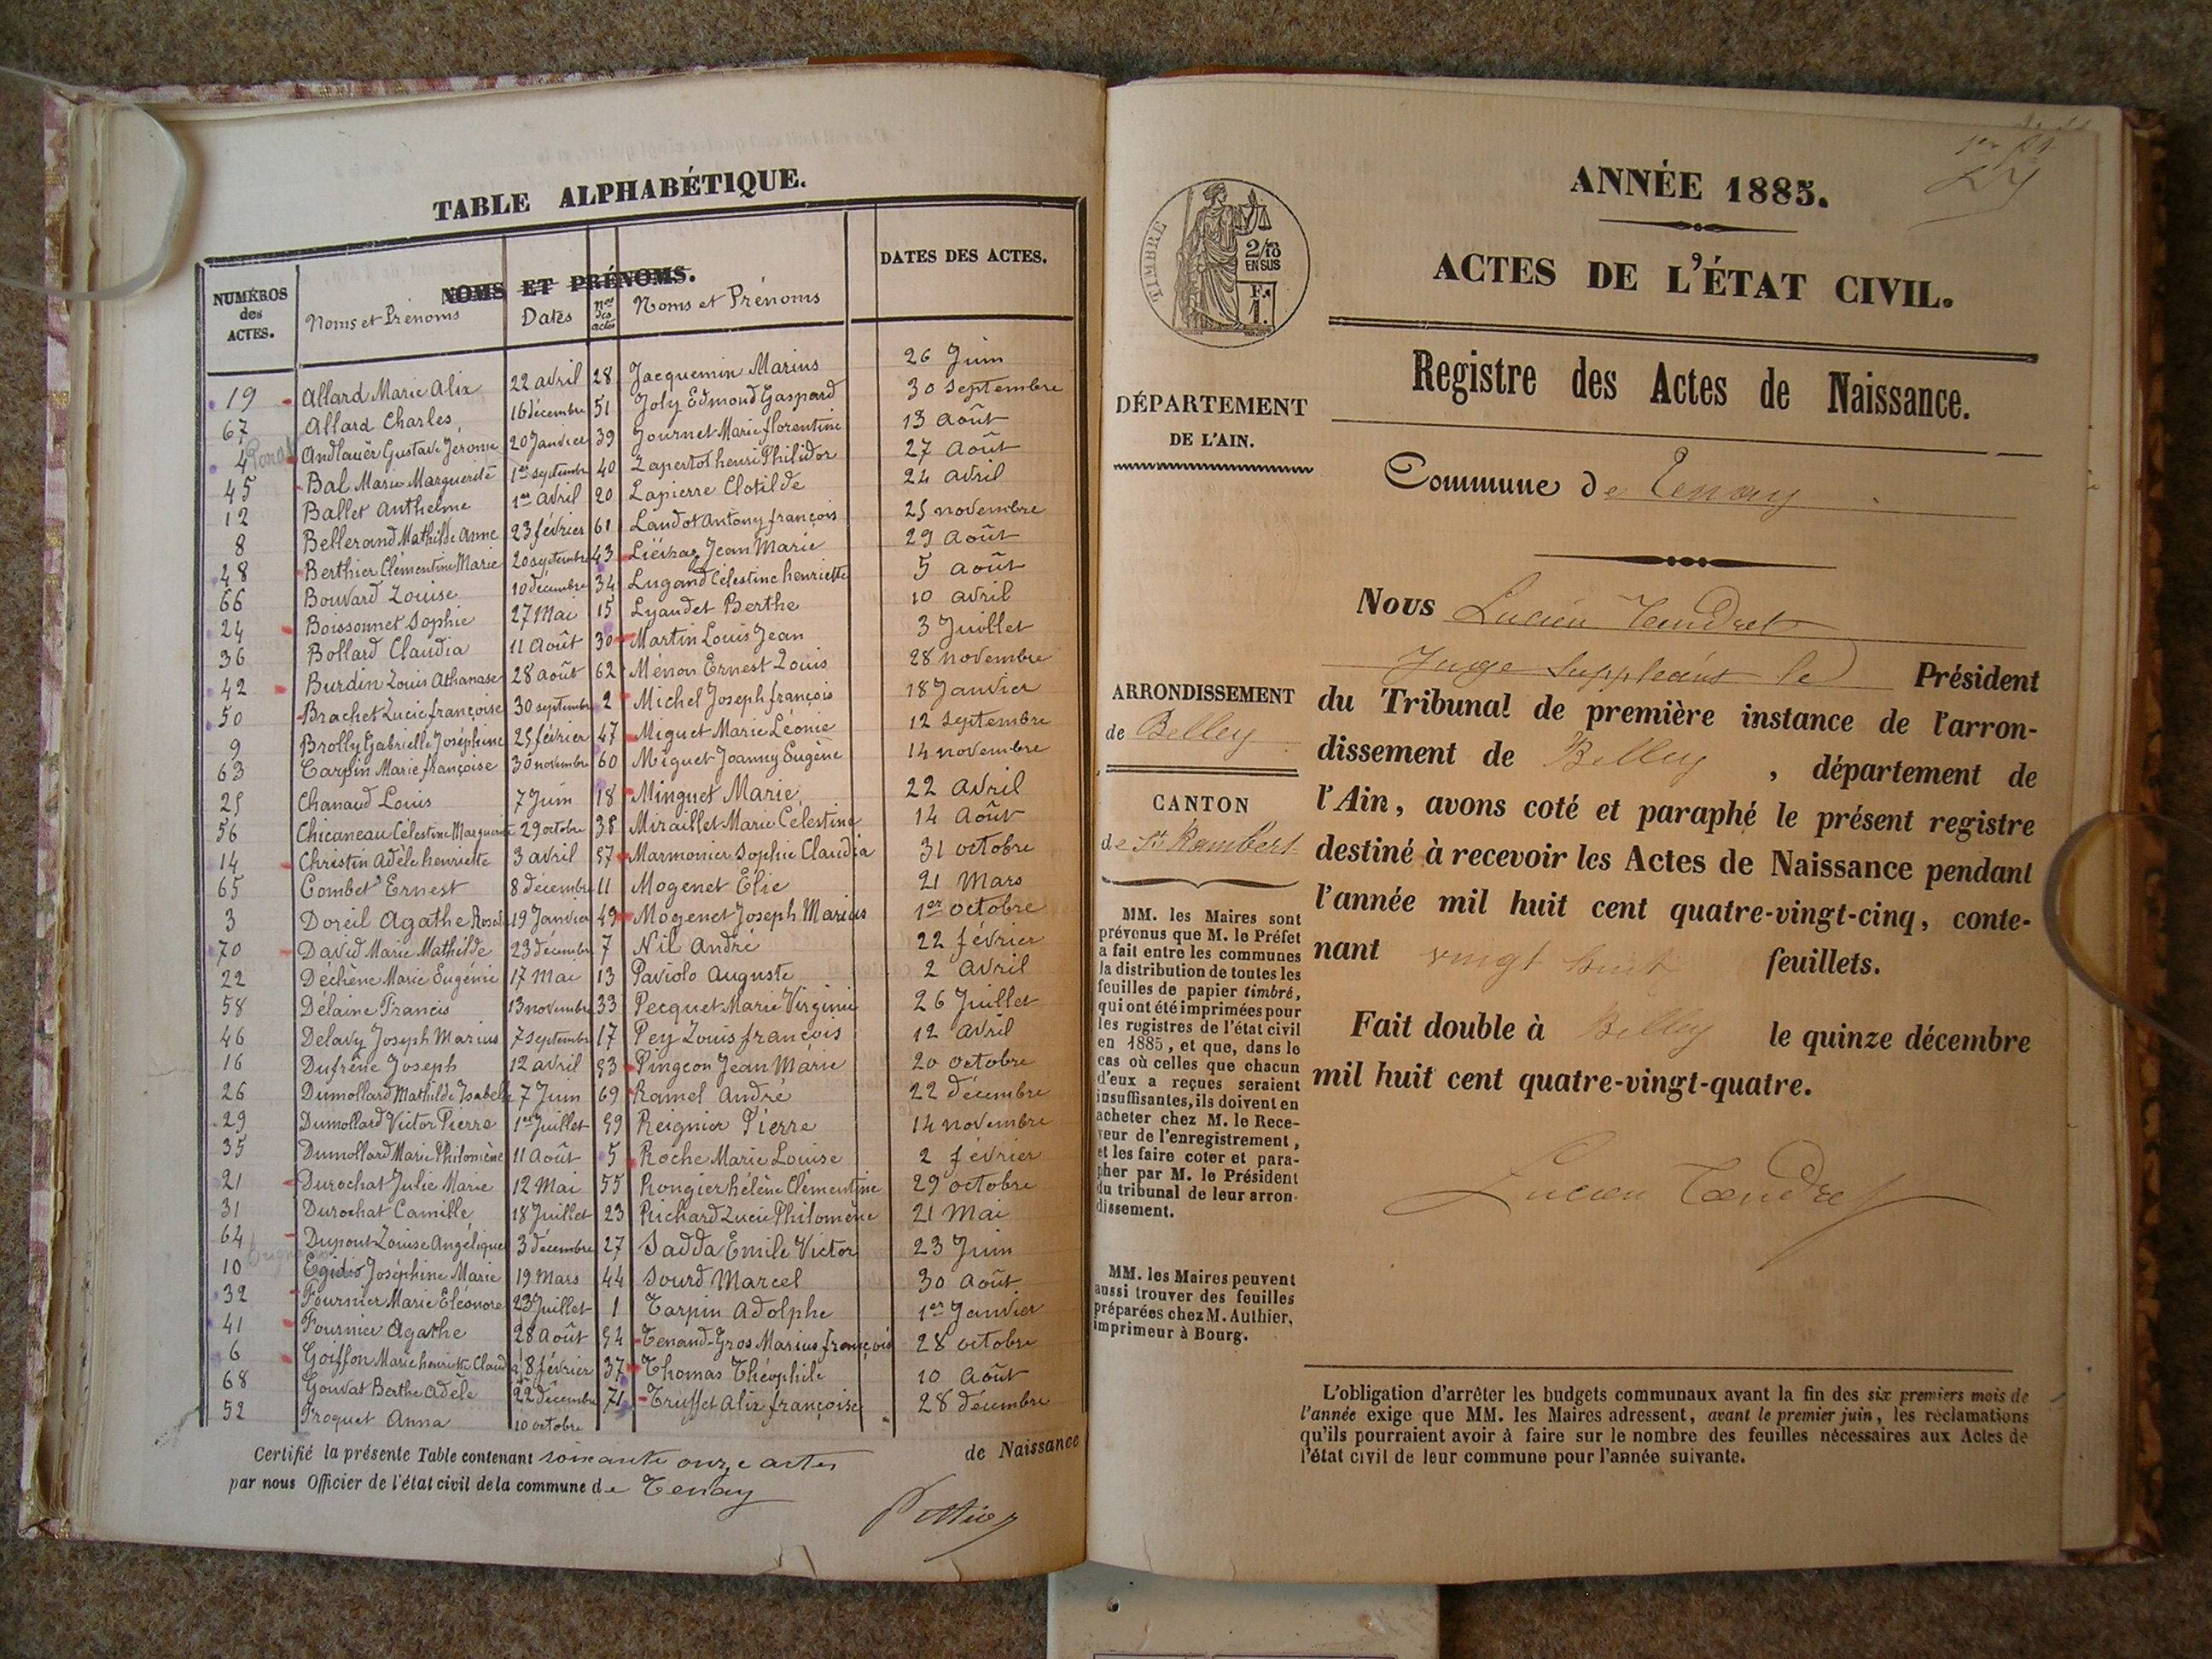 TABLE ALPHABÉTIQUE.
NUMÉROS des ACTES.
NOMS ET PRÉNOMS.
DATES DES ACTES.
Noms et Prénoms Dates Nos des actes Noms et Prénoms
19 Allard Marie Alix 22 avril 28 Jacquemin Marius 26 Juin
67 Allard Charles 16 décembre 51 Joly Edmond Gaspard 30 septembre
4 Andlauër Gustave Jérome 20 Janvier 39 Journet Marie florentine 13 août
45 Bal Marie Marguerite 1er septembre 40 Lapertot henri Philidor 27 août
12 Ballet Anthelme 1er avril 20 Lapierre Clotilde 24 avril
8 Bellerand Mathilde Anne 23 février 61 Laudot Antony françois 25 novembre
48 Berthier Clémentine Marie 20 septembre 43 Jean Marie 29 août
66 Bouvard Louise 10 décembre 34 Lugand Célestine henriette 5 août
24 Boissonnet Sophie 27 Mai 15 Lyaudet Berthe 10 avril
36 Bollard Claudia 11 août 30 Martin Louis Jean 3 Juillet
42 Burdin Louis Athanase 28 août 62 Ménou Ernest Louis 28 novembre
50 Brachet Lucie françoise 30 septembre 2 Michel Joseph françois 18 Janvier
9 Brolly Gabrielle Joséphine 25 février 47 Miguet Marie Léonie 12 septembre
63 Carpin Marie françoise 30 novembre 60 Miguet Joanny Eugène 14 novembre
25 Chanaud Louis 7 Juin 18 Minguet Marie 22 avril
56 Chicaneau Célestine Marguerite 29 octobre 38 Miraillet Marie Célestine 14 août
14 Chrestin Adèle henriette 3 avril 57 Marmonier Sophie Claudia 31 octobre
65 Combet Ernest 8 décembre 11 Mogenet Elie 21 Mars
3 Doreil Agathe 19 Janvier 49 Mogenet Joseph Marius 1er octobre
70 David Marie Mathilde 23 décembre 7 Nil André 22 février
22 Déchêne Marie Eugénie 17 Mai 13 Paviolo Auguste 2 avril
58 Delaine Francis 13 novembre 33 Pecquet Marie Virginie 26 Juillet
46 Delavy Joseph Marius 7 septembre 17 Pey Louis françois 12 avril
16 Dufrêne Joseph 12 avril 53 Pingeon Jean Marie 20 octobre
26 Dumollard Mathilde Isabelle 7 Juin 69 Ramel André 22 décembre
29 Dumollard Victor Pierre 1er Juillet 59 Reignier Pierre 14 novembre
35 Dumollard Marie Philomène 11 août 5 Roche Marie Louise 2 février
21 Durochat Julie Marie 12 Mai 55 Rongier hélène Clémentine 29 octobre
31 Durochat Camille 18 Juillet 23 Richard Lucie Philomène 21 Mai
64 Dupont Louise Angélique 3 décembre 27 Sadda Emile Victor 23 Juin
10 Egidio Joséphine Marie 19 Mars 44 Sourd Marcel 30 août
32 Fournier Marie Eléonore 23 Juillet 1 Tarpin Adolphe 1er Janvier
41 Fournier Agathe 28 août 54 Tenand-Gros Marius françois 28 octobre
6 Goiffon Marie henriette 8 février 37 Thomas Théophile 10 août
68 Gouvat Berthe Adèle 22 décembre 71 Truffet Alix françoise 28 décembre
52 Froquet Anna 10 octobre
Certifié la présente Table contenant soixante onze actes de Naissance
par nous Officier de l'état civil de la commune de Tenay
ANNÉE 1885.
ACTES DE L'ÉTAT CIVIL.
TIMBRE
2/10
EN SUS
F.
1.
Registre des Actes de Naissance.
DÉPARTEMENT
DE L'AIN.
Commune de Tenay
Nous Lucien Tendret
Juge Suppléant le Président
du Tribunal de première instance de l'arron-
dissement de Belley, département de
l'Ain, avons coté et paraphé le présent registre
destiné à recevoir les Actes de Naissance pendant
l'année mil huit cent quatre-vingt-cinq, conte-
nant vingt huit feuillets.
Fait double à Belley le quinze décembre
mil huit cent quatre-vingt-quatre.
Lucien Tendret
ARRONDISSEMENT
de Belley
CANTON
de St Rambert
MM. les Maires sont
prévenus que M. le Préfet
a fait entre les communes
la distribution de toutes les
feuilles de papier timbré,
qui ont été imprimées pour
les registres de l'état civil
en 1885, et que, dans le
cas où celles que chacun
d'eux a reçues seraient
insuffisantes, ils doivent en
acheter chez M. le Rece-
veur de l'enregistrement,
et les faire coter et para-
pher par M. le Président
du tribunal de leur arron-
dissement.
MM. les Maires peuvent
aussi trouver des feuilles
préparées chez M. Authier,
imprimeur à Bourg.
L'obligation d'arrêter les budgets communaux avant la fin des six premiers mois de
l'année exige que MM. les Maires adressent, avant le premier juin, les réclamations
qu'ils pourraient avoir à faire sur le nombre des feuilles nécessaires aux Actes de
l'état civil de leur commune pour l'année suivante.